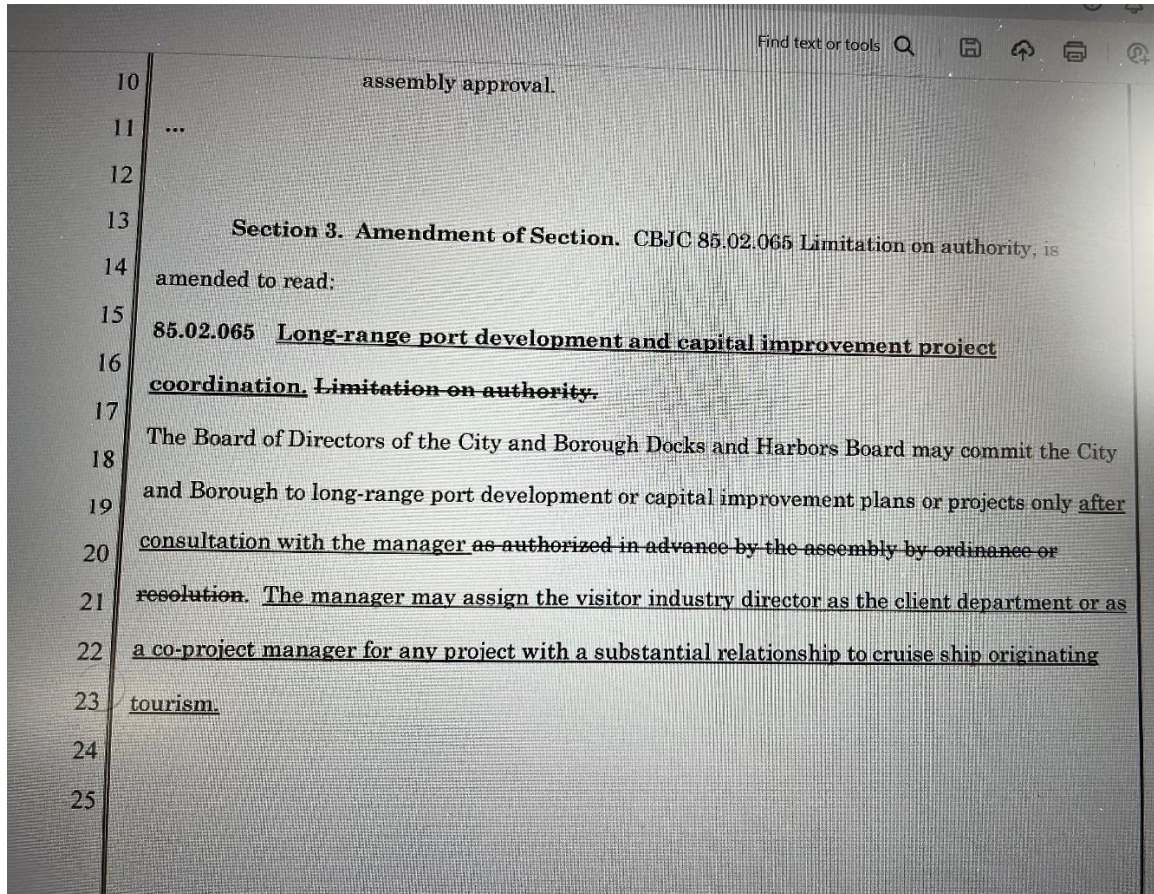 Find text or tools
10 assembly approval.
11 ...
12
13 Section 3. Amendment of Section. CBJC 85.02.065 Limitation on authority, is
14 amended to read:
15 85.02.065 Long-range port development and capital improvement project
16 coordination. Limitation on authority.
17
18 The Board of Directors of the City and Borough Docks and Harbors Board may commit the City
19 and Borough to long-range port development or capital improvement plans or projects only after
20 consultation with the manager as authorized in advance by the assembly by ordinance or
21 resolution. The manager may assign the visitor industry director as the client department or as
22 a co-project manager for any project with a substantial relationship to cruise ship originating
23 tourism.
24
25